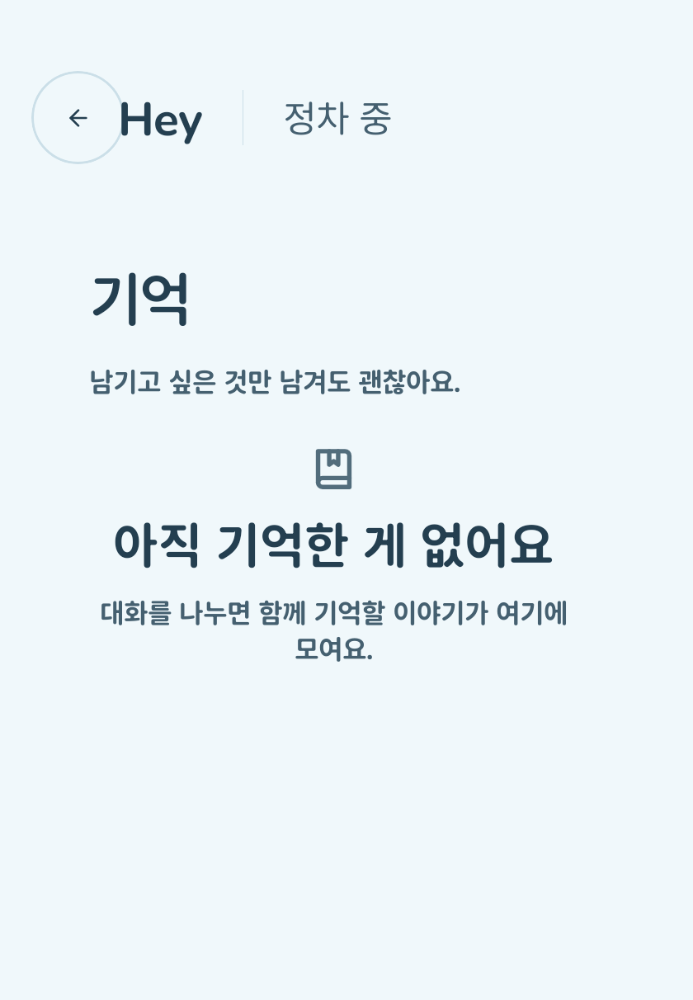 Hey 정차 중
기억
남기고 싶은 것만 남겨도 괜찮아요.
아직 기억한 게 없어요
대화를 나누면 함께 기억할 이야기가 여기에
모여요.